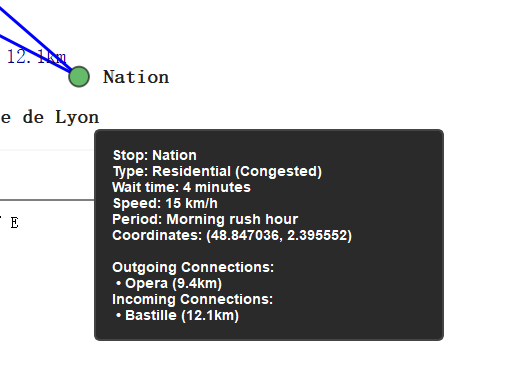 12.1km
Nation
e de Lyon
E
Stop: Nation
Type: Residential (Congested)
Wait time: 4 minutes
Speed: 15 km/h
Period: Morning rush hour
Coordinates: (48.847036, 2.395552)
Outgoing Connections:
• Opera (9.4km)
Incoming Connections:
• Bastille (12.1km)